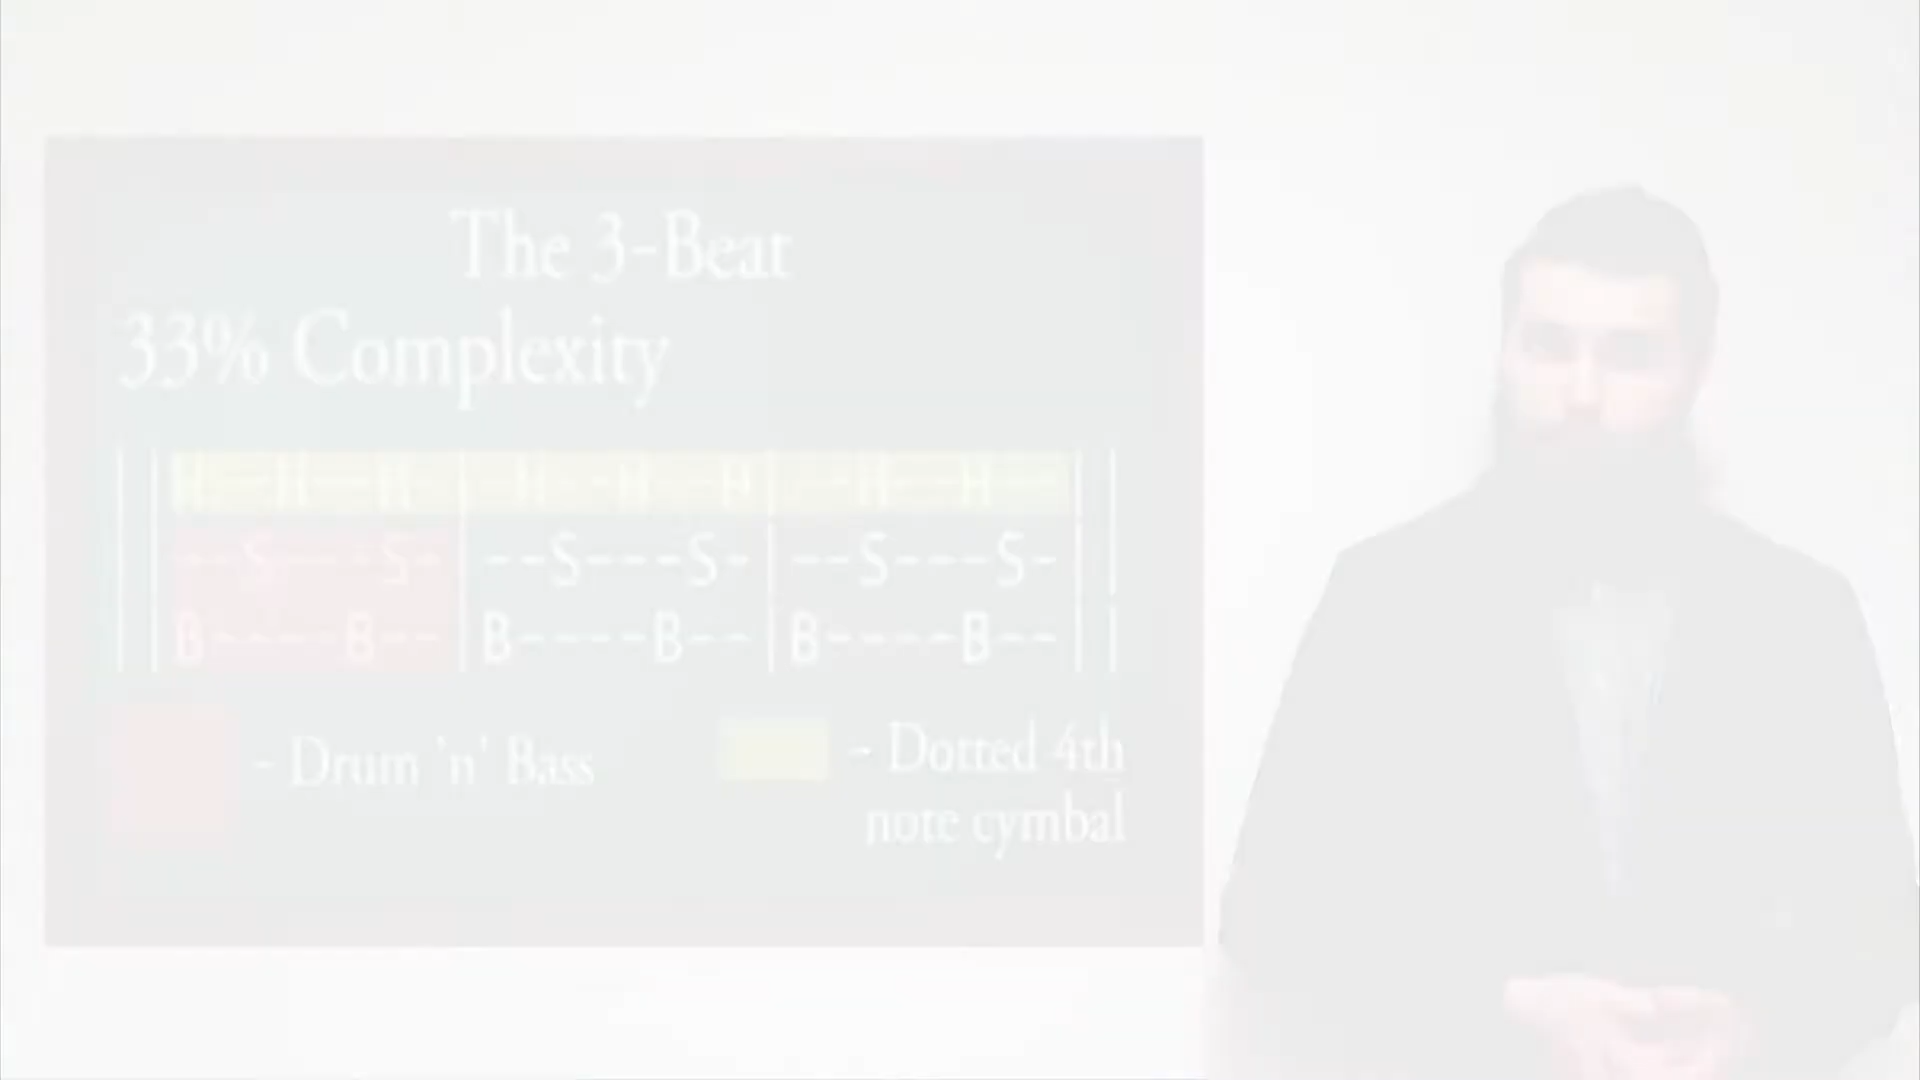 The 3-Beat
33% Complexity
||H--H--H-|-H--H--H|--H--H--||
||--S---S-|--S---S-|--S---S-||
||B----B--|B----B--|B----B--||
- Drum 'n' Bass
- Dotted 4th
note cymbal